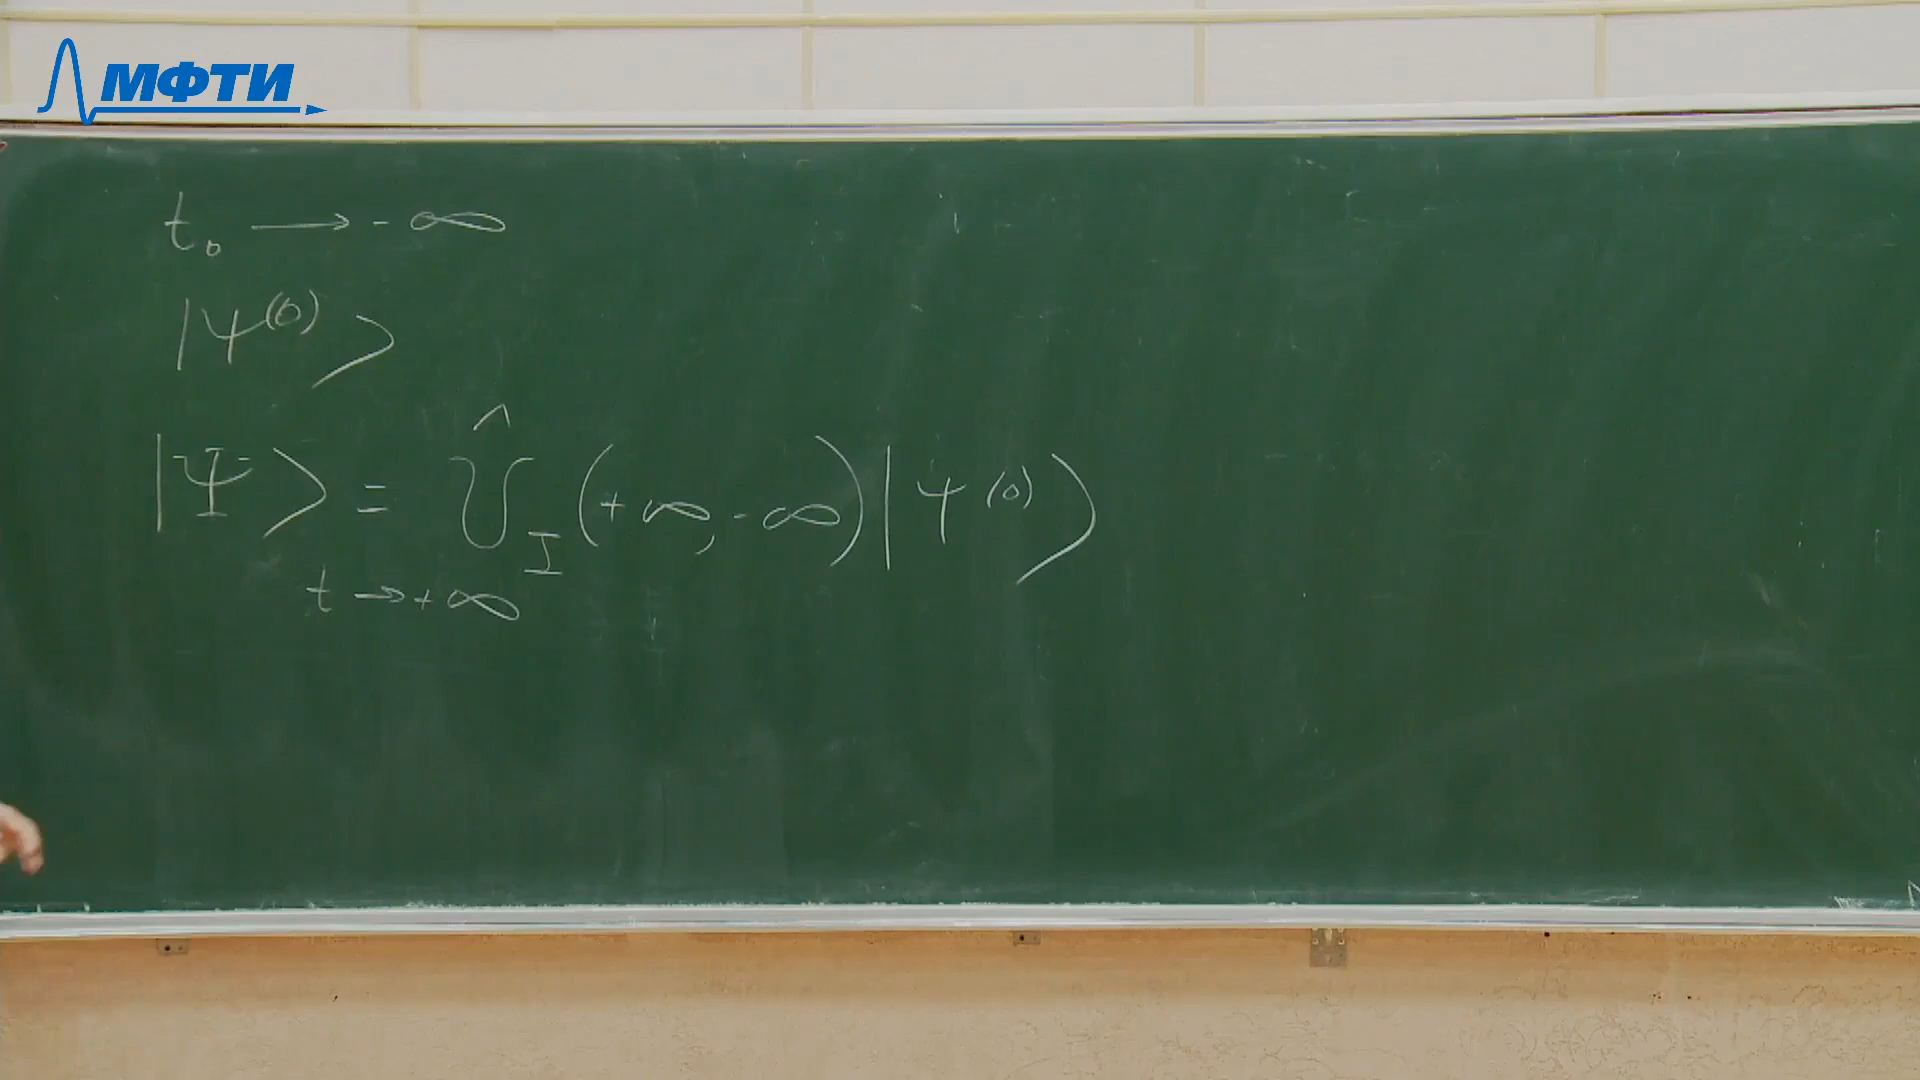 МФТИ
t₀ → -∞
|ψ⁽⁰⁾⟩
|Ψ⟩ = Û_I (+∞, -∞) |ψ⁽⁰⁾⟩
t → +∞